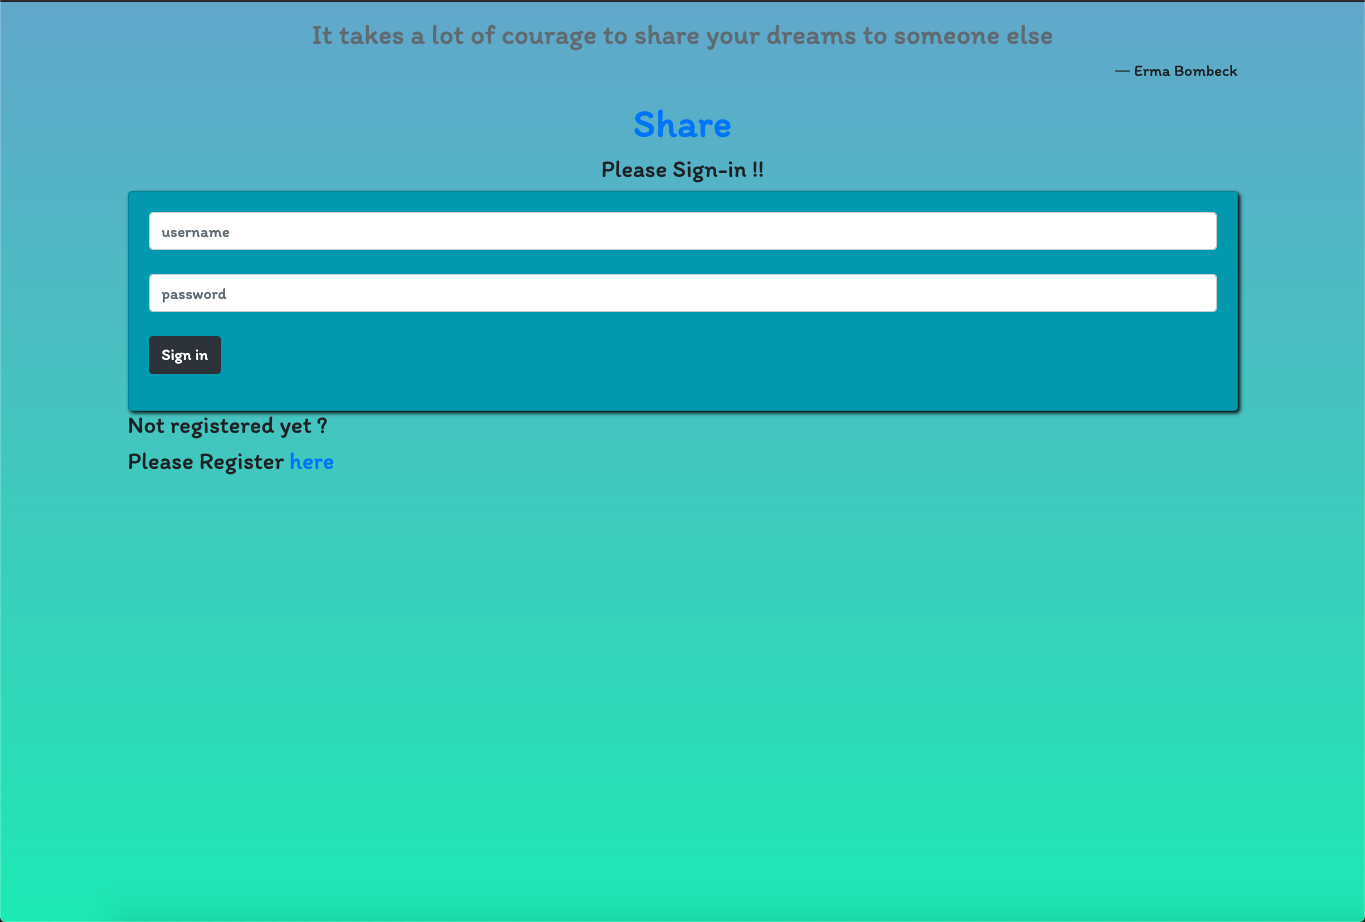 It takes a lot of courage to share your dreams to someone else
— Erma Bombeck
Share
Please Sign-in !!
username
password
Sign in
Not registered yet ?
Please Register here